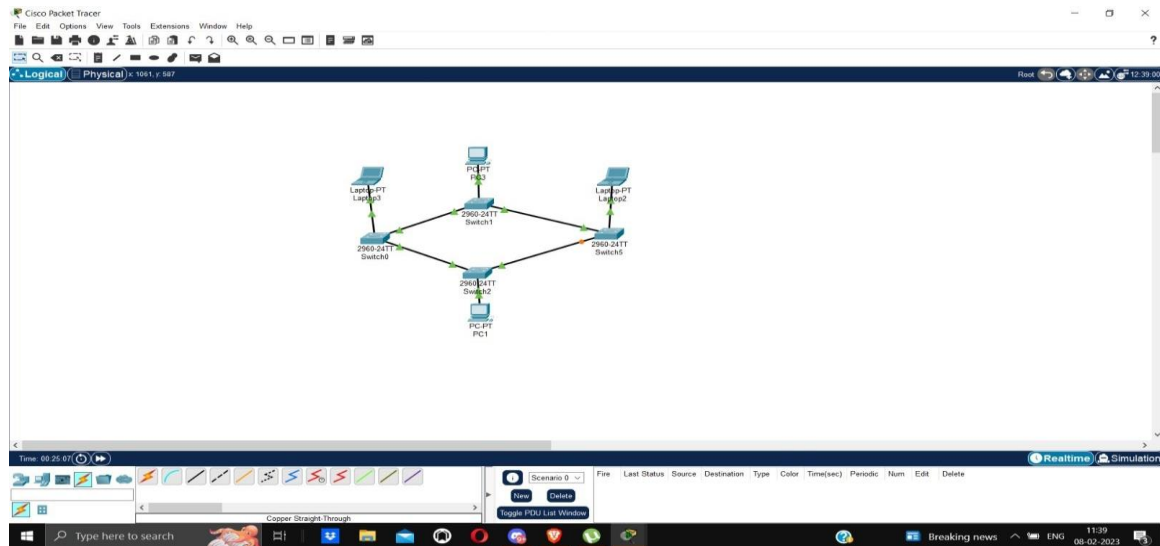 Cisco Packet Tracer
File Edit Options View Tools Extensions Window Help
?
Logical Physical x: 1061, y: 587
Root 12:39:00
PC-PT
PC3
Laptop-PT
Laptop3
Laptop-PT
Laptop2
2960-24TT
Switch1
2960-24TT
Switch0
2960-24TT
Switch5
2960-24TT
Switch2
PC-PT
PC1
Time: 00:25:07
Realtime Simulation
Scenario 0
Fire Last Status Source Destination Type Color Time(sec) Periodic Num Edit Delete
New Delete
Toggle PDU List Window
Copper Straight-Through
Type here to search
Breaking news ENG
11:39
08-02-2023
3